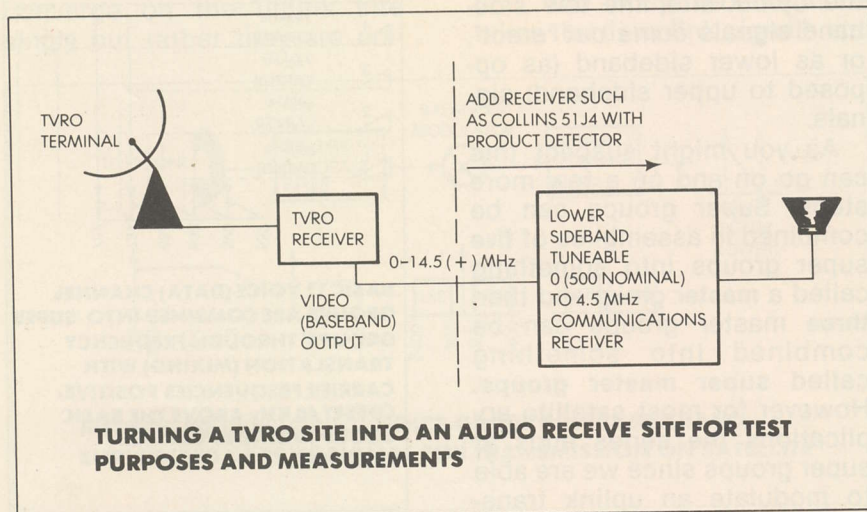 TVRO
TERMINAL
TVRO
RECEIVER
VIDEO
(BASEBAND)
OUTPUT
0-14.5 (+) MHz
ADD RECEIVER SUCH
AS COLLINS 51J4 WITH
PRODUCT DETECTOR
LOWER
SIDEBAND
TUNEABLE
0 (500 NOMINAL)
TO 4.5 MHz
COMMUNICATIONS
RECEIVER
TURNING A TVRO SITE INTO AN AUDIO RECEIVE SITE FOR TEST
PURPOSES AND MEASUREMENTS